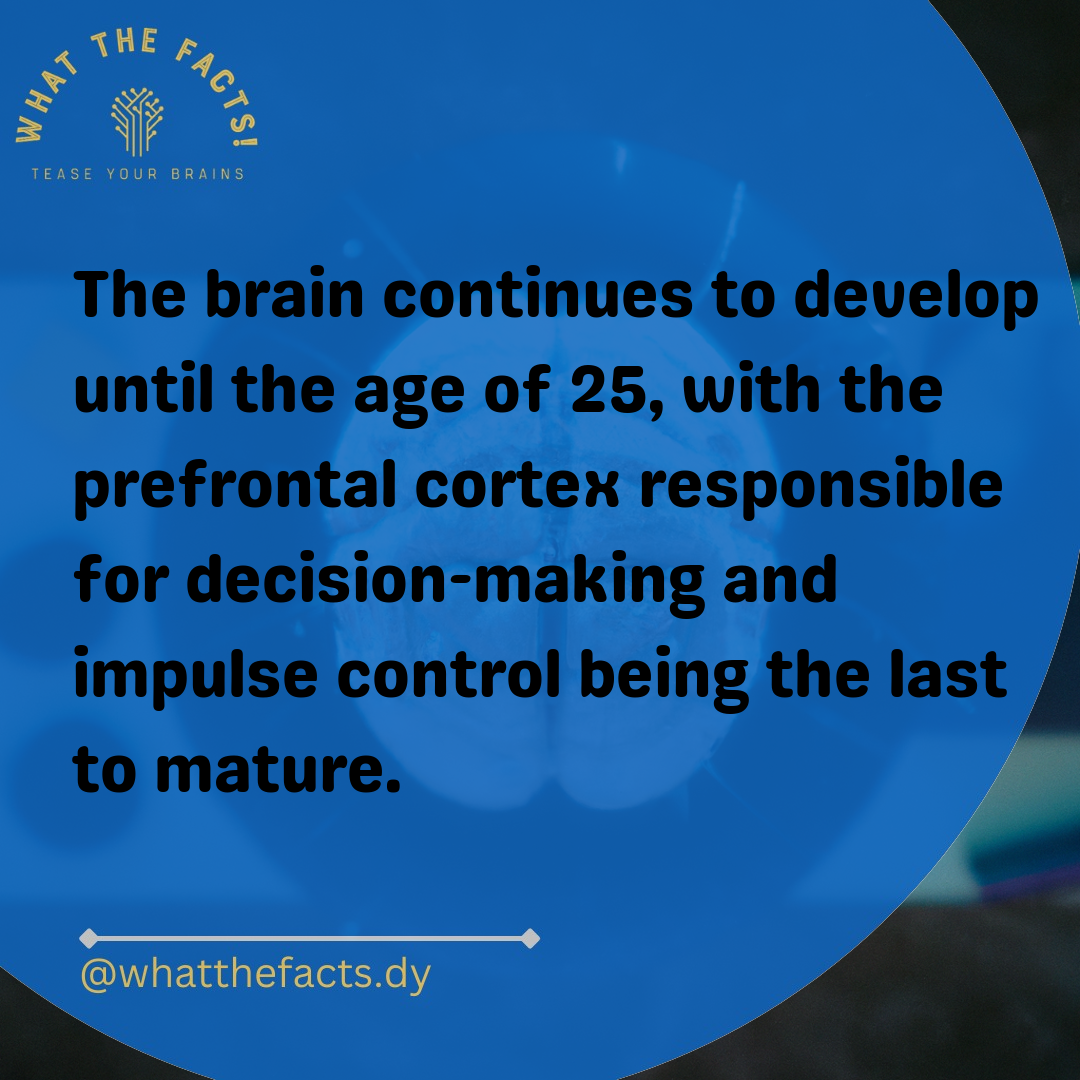 WHAT THE FACTS!
TEASE YOUR BRAINS
The brain continues to develop
until the age of 25, with the
prefrontal cortex responsible
for decision-making and
impulse control being the last
to mature.
@whatthefacts.dy